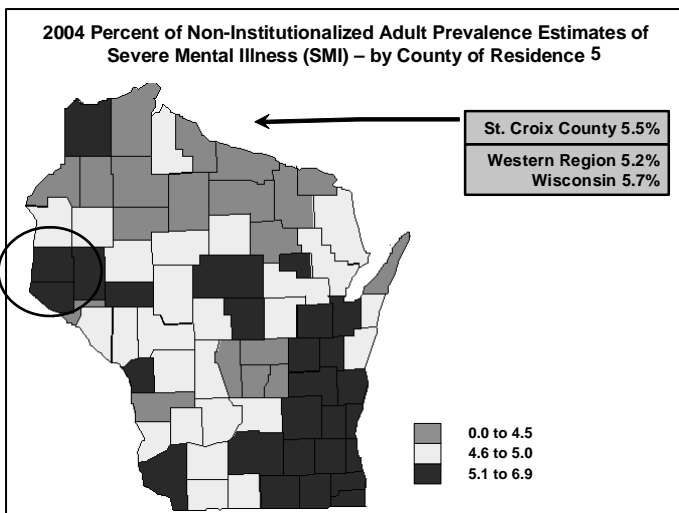 2004 Percent of Non-Institutionalized Adult Prevalence Estimates of
Severe Mental Illness (SMI) – by County of Residence 5
St. Croix County 5.5%
Western Region 5.2%
Wisconsin 5.7%
0.0 to 4.5
4.6 to 5.0
5.1 to 6.9